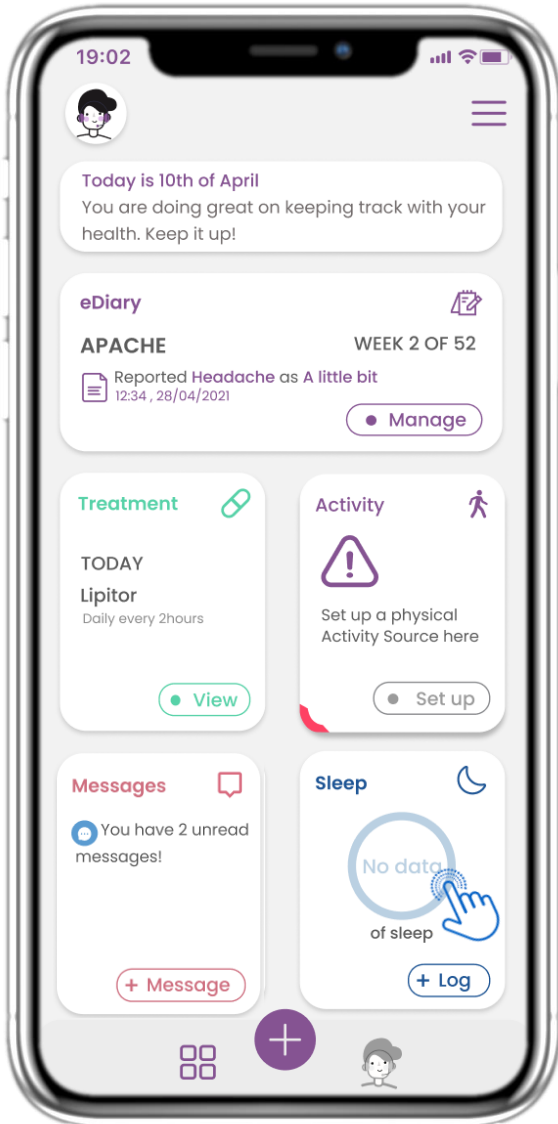 19:02
Today is 10th of April
You are doing great on keeping track with your
health. Keep it up!
eDiary
APACHE
WEEK 2 OF 52
Reported Headache as A little bit
12:34 , 28/04/2021
Manage
Treatment
TODAY
Lipitor
Daily every 2hours
View
Activity
Set up a physical
Activity Source here
Set up
Messages
You have 2 unread
messages!
+ Message
Sleep
No data
of sleep
+ Log